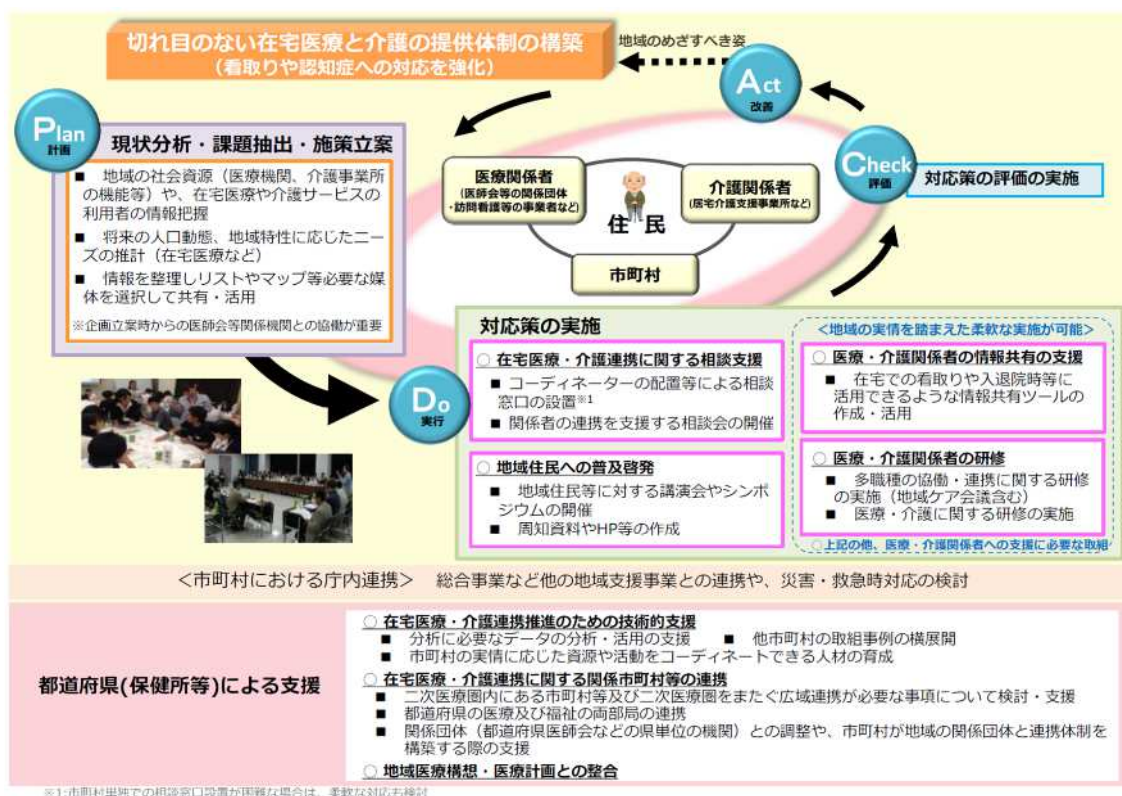 切れ目のない在宅医療と介護の提供体制の構築
（看取りや認知症への対応を強化）
地域のめざすべき姿
Act
改善
Plan
計画
現状分析・課題抽出・施策立案
■ 地域の社会資源（医療機関、介護事業所
の機能等）や、在宅医療や介護サービスの
利用者の情報把握
■ 将来の人口動態、地域特性に応じたニー
ズの推計（在宅医療など）
■ 情報を整理しリストやマップ等必要な媒
体を選択して共有・活用
※企画立案時からの医師会等関係機関との協働が重要
医療関係者
（医師会等の関係団体
・訪問看護等の事業者など）
介護関係者
（居宅介護支援事業所など）
住民
市町村
Check
評価
対応策の評価の実施
Do
実行
対応策の実施
○ 在宅医療・介護連携に関する相談支援
■ コーディネーターの配置等による相談
窓口の設置※1
■ 関係者の連携を支援する相談会の開催
○ 地域住民への普及啓発
■ 地域住民等に対する講演会やシンポ
ジウムの開催
■ 周知資料やHP等の作成
＜地域の実情を踏まえた柔軟な実施が可能＞
○ 医療・介護関係者の情報共有の支援
■ 在宅での看取りや入退院時等に
活用できるような情報共有ツールの
作成・活用
○ 医療・介護関係者の研修
■ 多職種の協働・連携に関する研修
の実施（地域ケア会議含む）
■ 医療・介護に関する研修の実施
○上記の他、医療・介護関係者への支援に必要な取組
＜市町村における庁内連携＞ 総合事業など他の地域支援事業との連携や、災害・救急時対応の検討
都道府県(保健所等)による支援
○ 在宅医療・介護連携推進のための技術的支援
■ 分析に必要なデータの分析・活用の支援 ■ 他市町村の取組事例の横展開
■ 市町村の実情に応じた資源や活動をコーディネートできる人材の育成
○ 在宅医療・介護連携に関する関係市町村等の連携
■ 二次医療圏内にある市町村等及び二次医療圏をまたぐ広域連携が必要な事項について検討・支援
■ 都道府県の医療及び福祉の両部局の連携
■ 関係団体（都道府県医師会などの県単位の機関）との調整や、市町村が地域の関係団体と連携体制を
構築する際の支援
○ 地域医療構想・医療計画との整合
※1:市町村単独での相談窓口設置が困難な場合は、柔軟な対応も検討